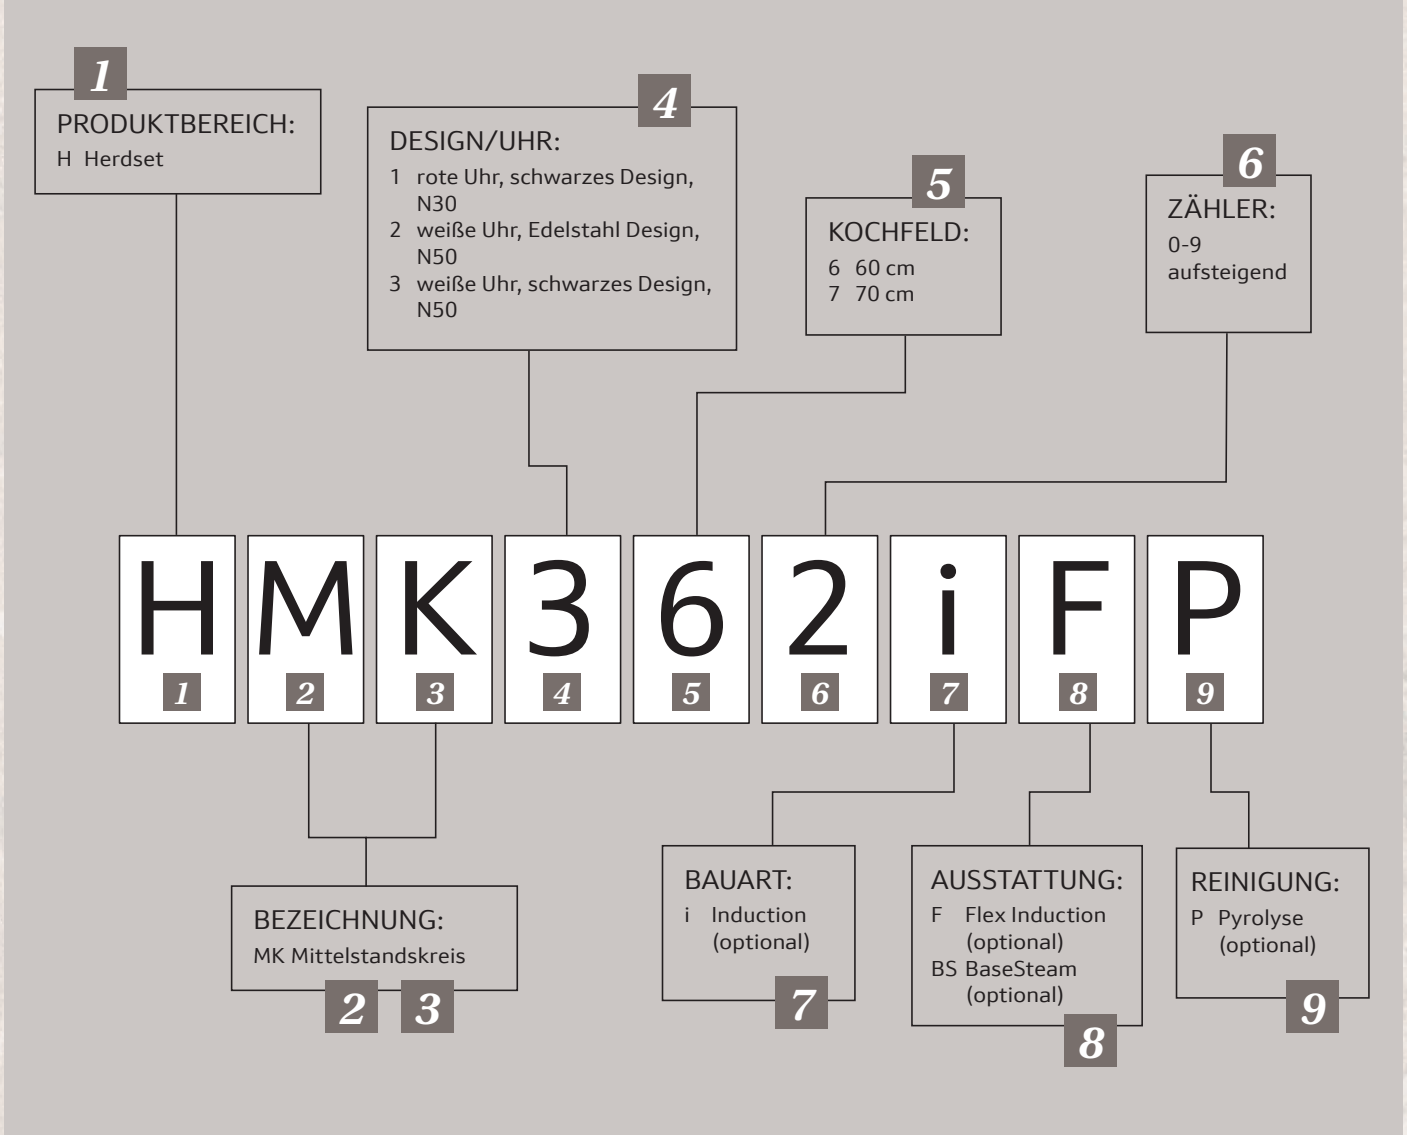 1
PRODUKTBEREICH:
H Herdset
4
DESIGN/UHR:
1 rote Uhr, schwarzes Design,
N30
2 weiße Uhr, Edelstahl Design,
N50
3 weiße Uhr, schwarzes Design,
N50
5
KOCHFELD:
6 60 cm
7 70 cm
6
ZÄHLER:
0-9
aufsteigend
H M K 3 6 2 i F P
1 2 3 4 5 6 7 8 9
BEZEICHNUNG:
MK Mittelstandskreis
2 3
BAUART:
i Induction
(optional)
7
AUSSTATTUNG:
F Flex Induction
(optional)
BS BaseSteam
(optional)
8
REINIGUNG:
P Pyrolyse
(optional)
9